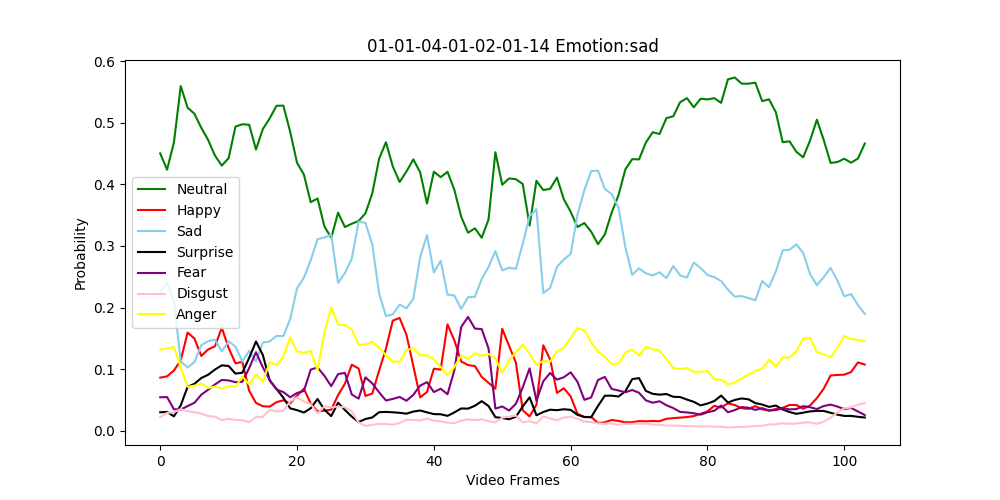 01-01-04-01-02-01-14 Emotion:sad
0.6
0.5
0.4
0.3
0.2
0.1
0.0
Probability
Neutral
Happy
Sad
Surprise
Fear
Disgust
Anger
0 20 40 60 80 100
Video Frames